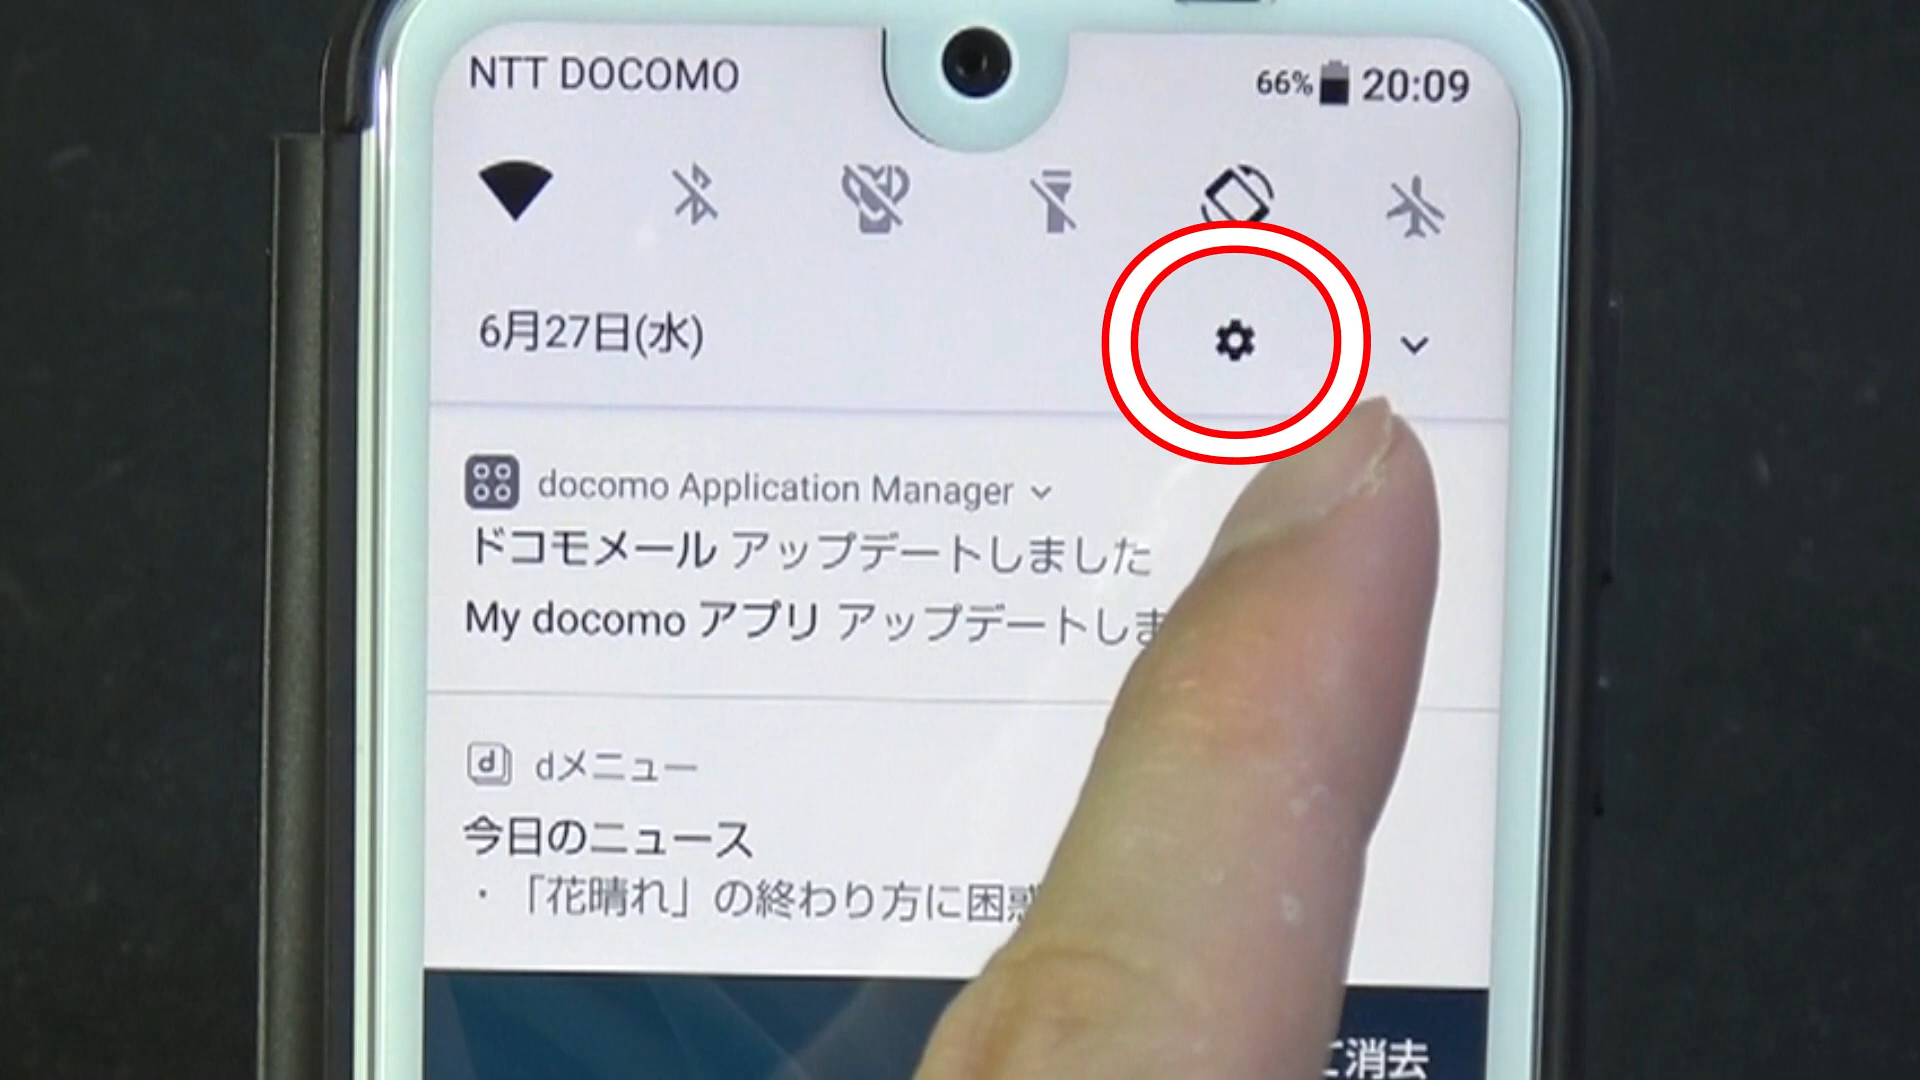 NTT DOCOMO
66% 20:09
6月27日(水)
docomo Application Manager
ドコモメール アップデートしました
My docomo アプリ アップデートしま
d dメニュー
今日のニュース
・「花晴れ」の終わり方に困惑
て消去